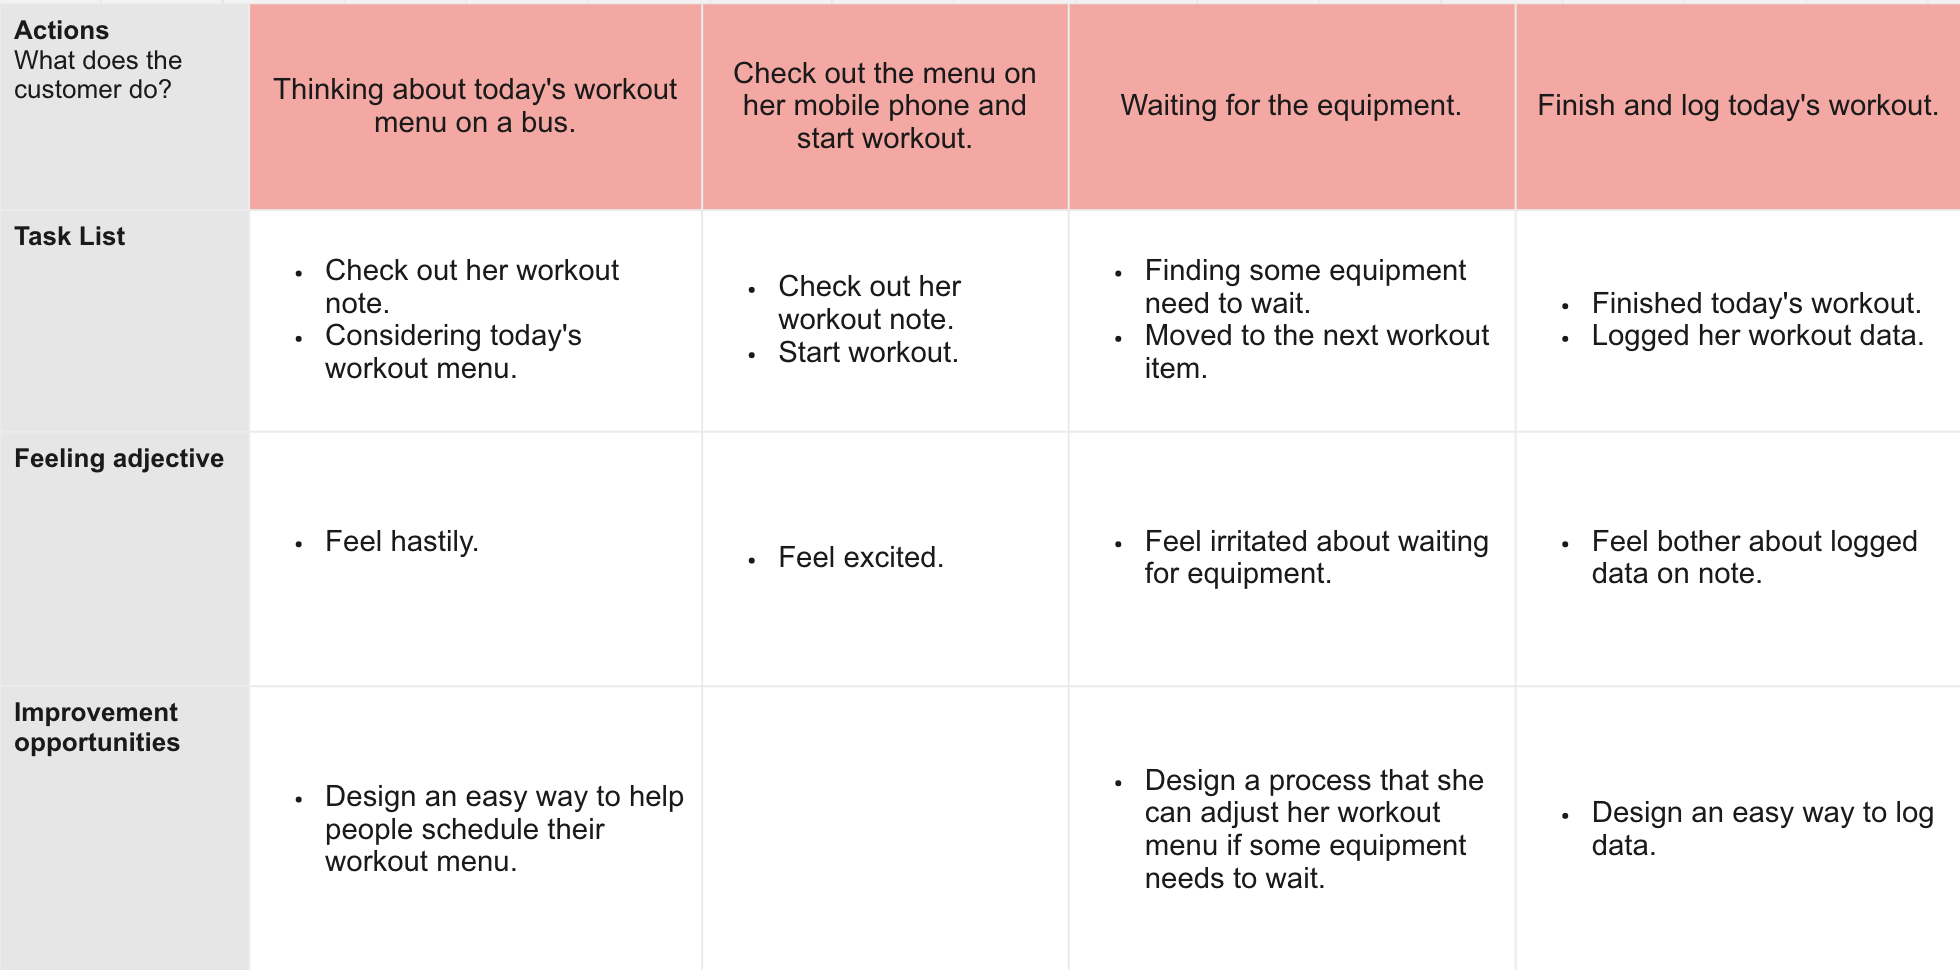 Actions
What does the
customer do?
Thinking about today's workout
menu on a bus.
Check out the menu on
her mobile phone and
start workout.
Waiting for the equipment.
Finish and log today's workout.
Task List
• Check out her workout
note.
• Considering today's
workout menu.
• Check out her
workout note.
• Start workout.
• Finding some equipment
need to wait.
• Moved to the next workout
item.
• Finished today's workout.
• Logged her workout data.
Feeling adjective
• Feel hastily.
• Feel excited.
• Feel irritated about waiting
for equipment.
• Feel bother about logged
data on note.
Improvement
opportunities
• Design an easy way to help
people schedule their
workout menu.
• Design a process that she
can adjust her workout
menu if some equipment
needs to wait.
• Design an easy way to log
data.